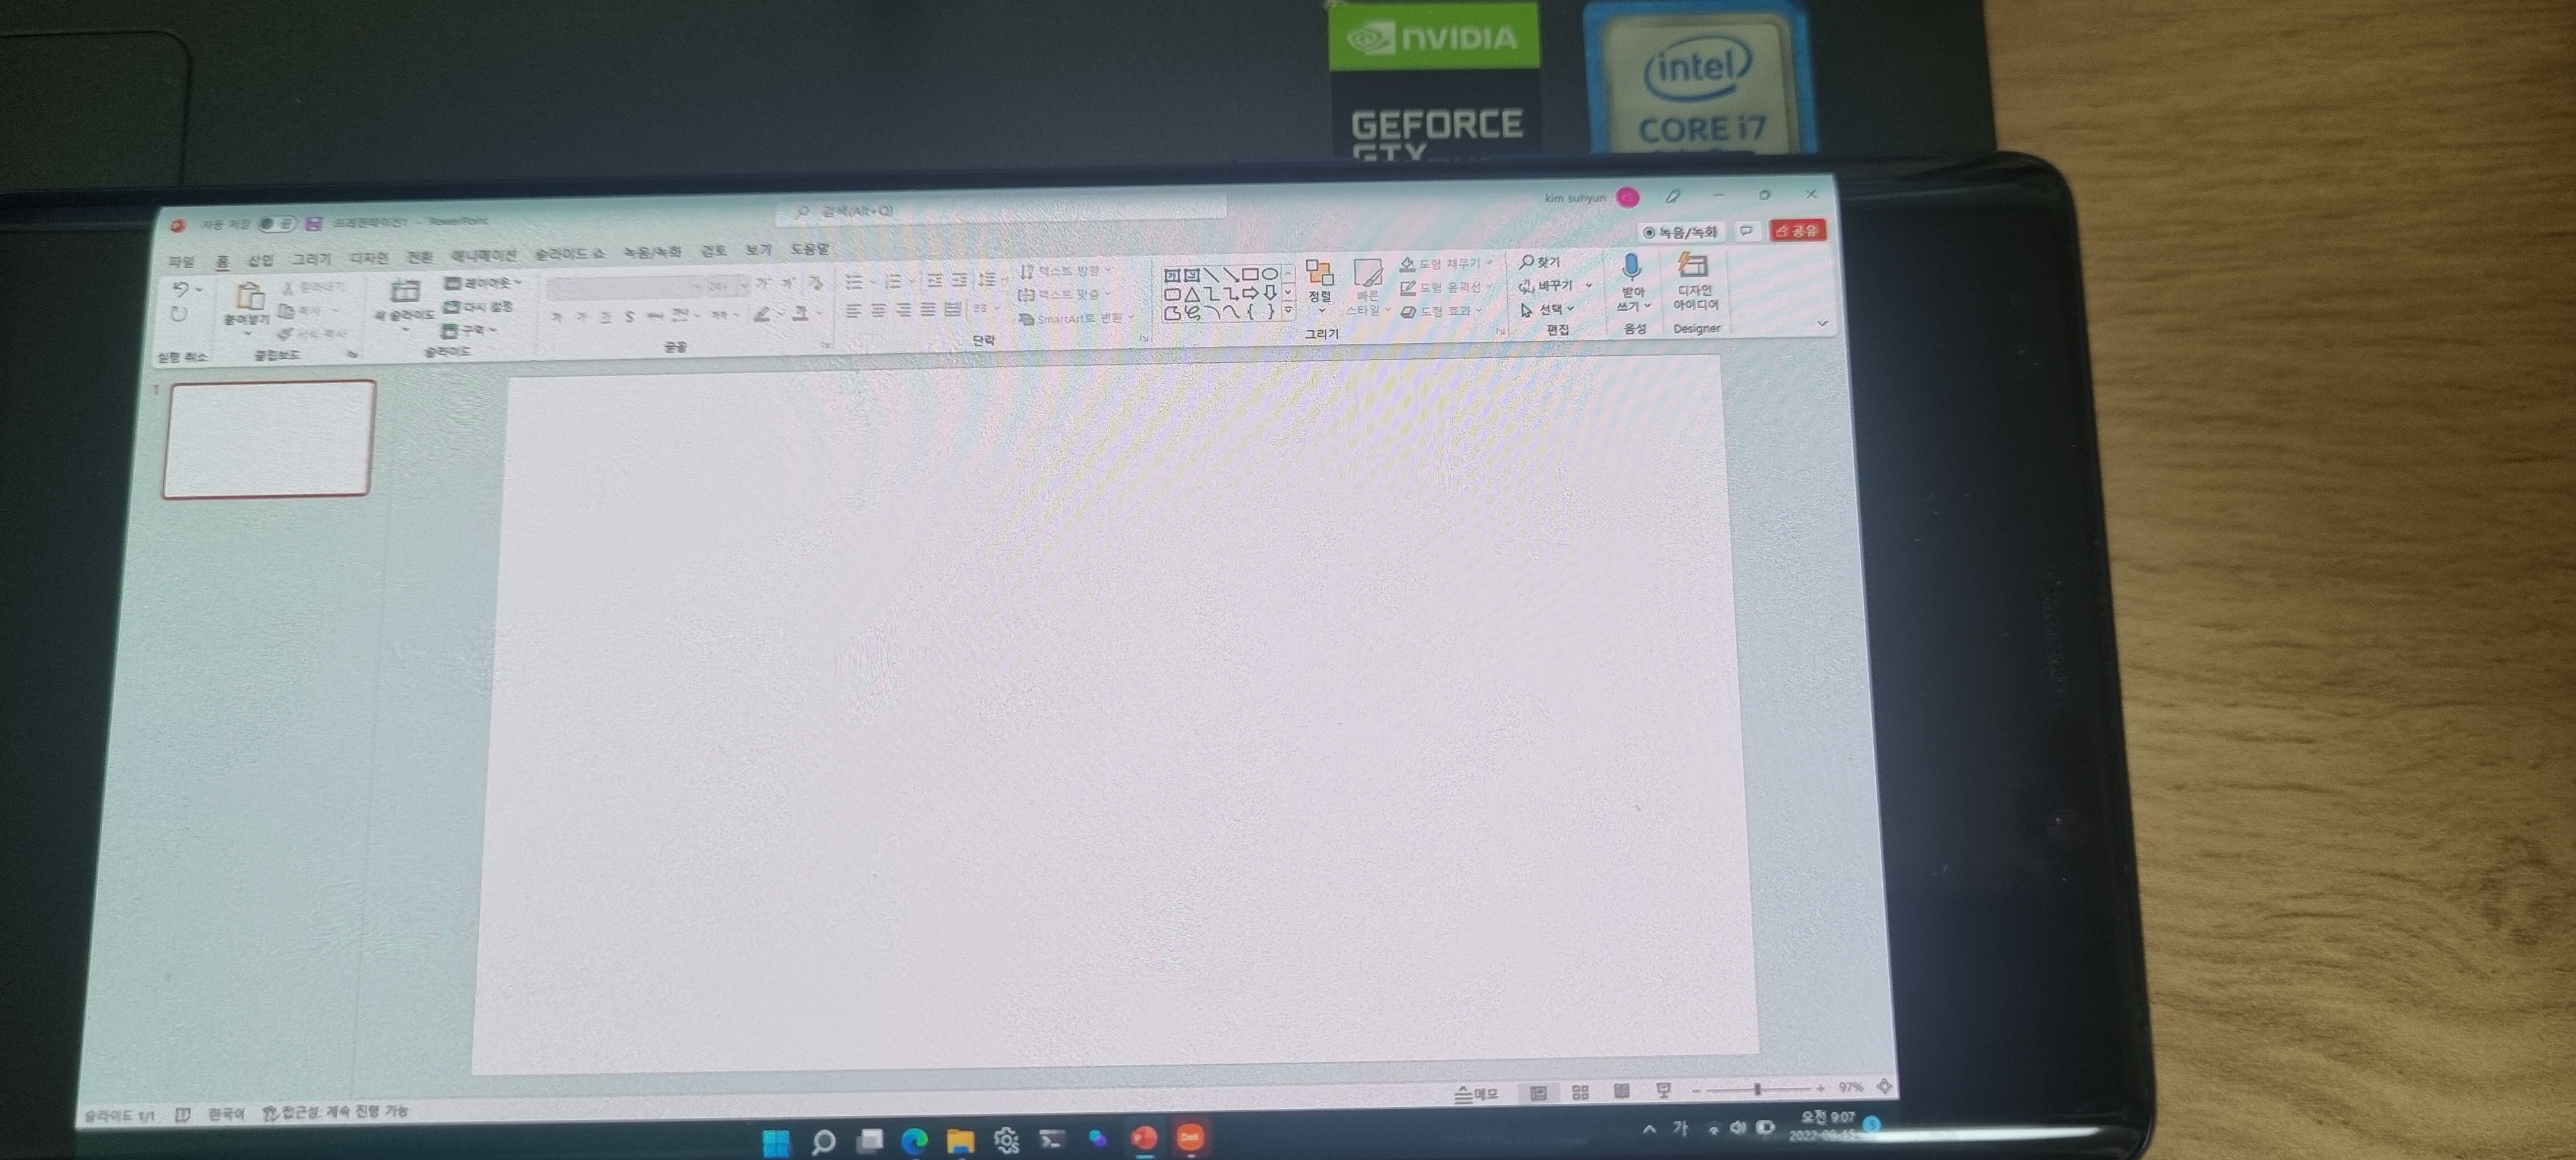 NVIDIA
GEFORCE
GTX
intel
CORE i7
자동 저장
프레젠테이션1 - PowerPoint
검색(Alt+Q)
kim suhyun
파일 홈 삽입 그리기 디자인 전환 애니메이션 슬라이드 쇼 녹음/녹화 검토 보기 도움말
녹음/녹화
공유
붙여넣기
잘라내기
복사
서식 복사
새 슬라이드
레이아웃
다시 설정
구역
텍스트 방향
텍스트 맞춤
SmartArt로 변환
정렬
빠른
스타일
도형 채우기
도형 윤곽선
도형 효과
찾기
바꾸기
선택
받아
쓰기
디자인
아이디어
실행 취소
클립보드
슬라이드
글꼴
단락
그리기
편집
음성
Designer
1
슬라이드 1/1
한국어
접근성: 계속 진행 가능
메모
97%
DeX
가
오전 9:07